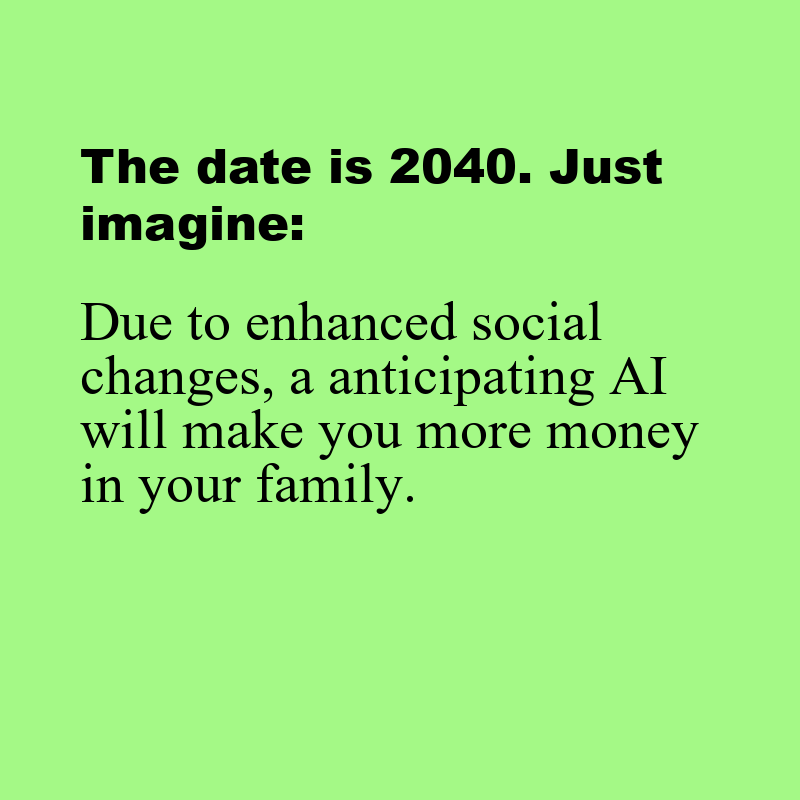 The date is 2040. Just
imagine:
Due to enhanced social
changes, a anticipating AI
will make you more money
in your family.